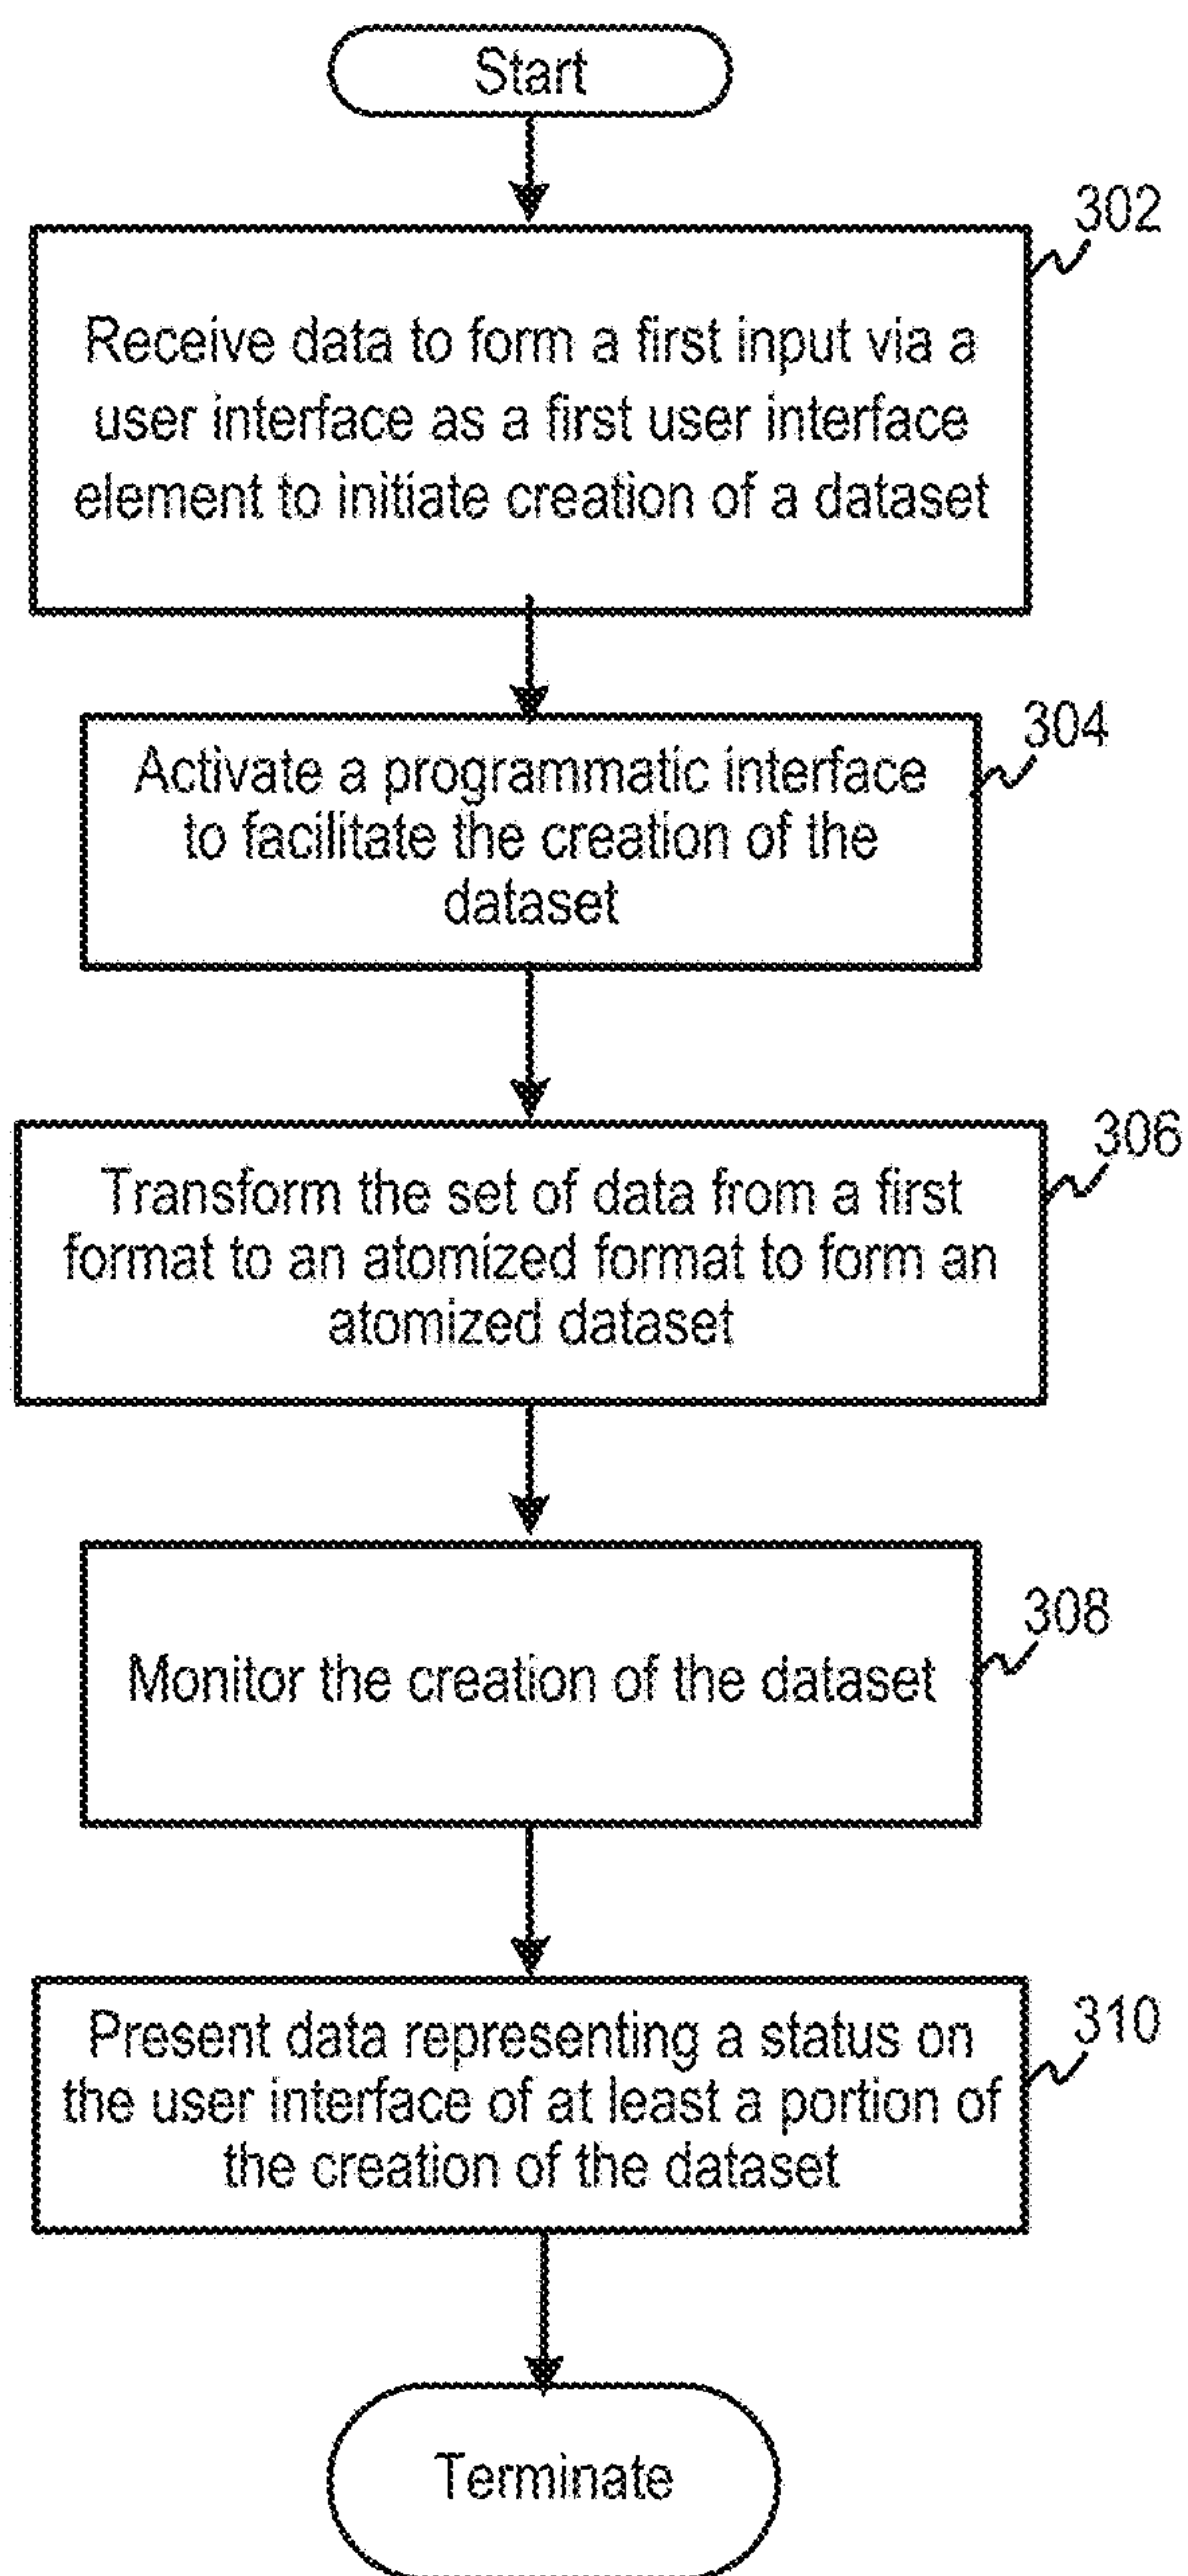 Start
302
Receive data to form a first input via a
user interface as a first user interface
element to initiate creation of a dataset
304
Activate a programmatic interface
to facilitate the creation of the
dataset
306
Transform the set of data from a first
format to an atomized format to form an
atomized dataset
308
Monitor the creation of the dataset
310
Present data representing a status on
the user interface of at least a portion of
the creation of the dataset
Terminate